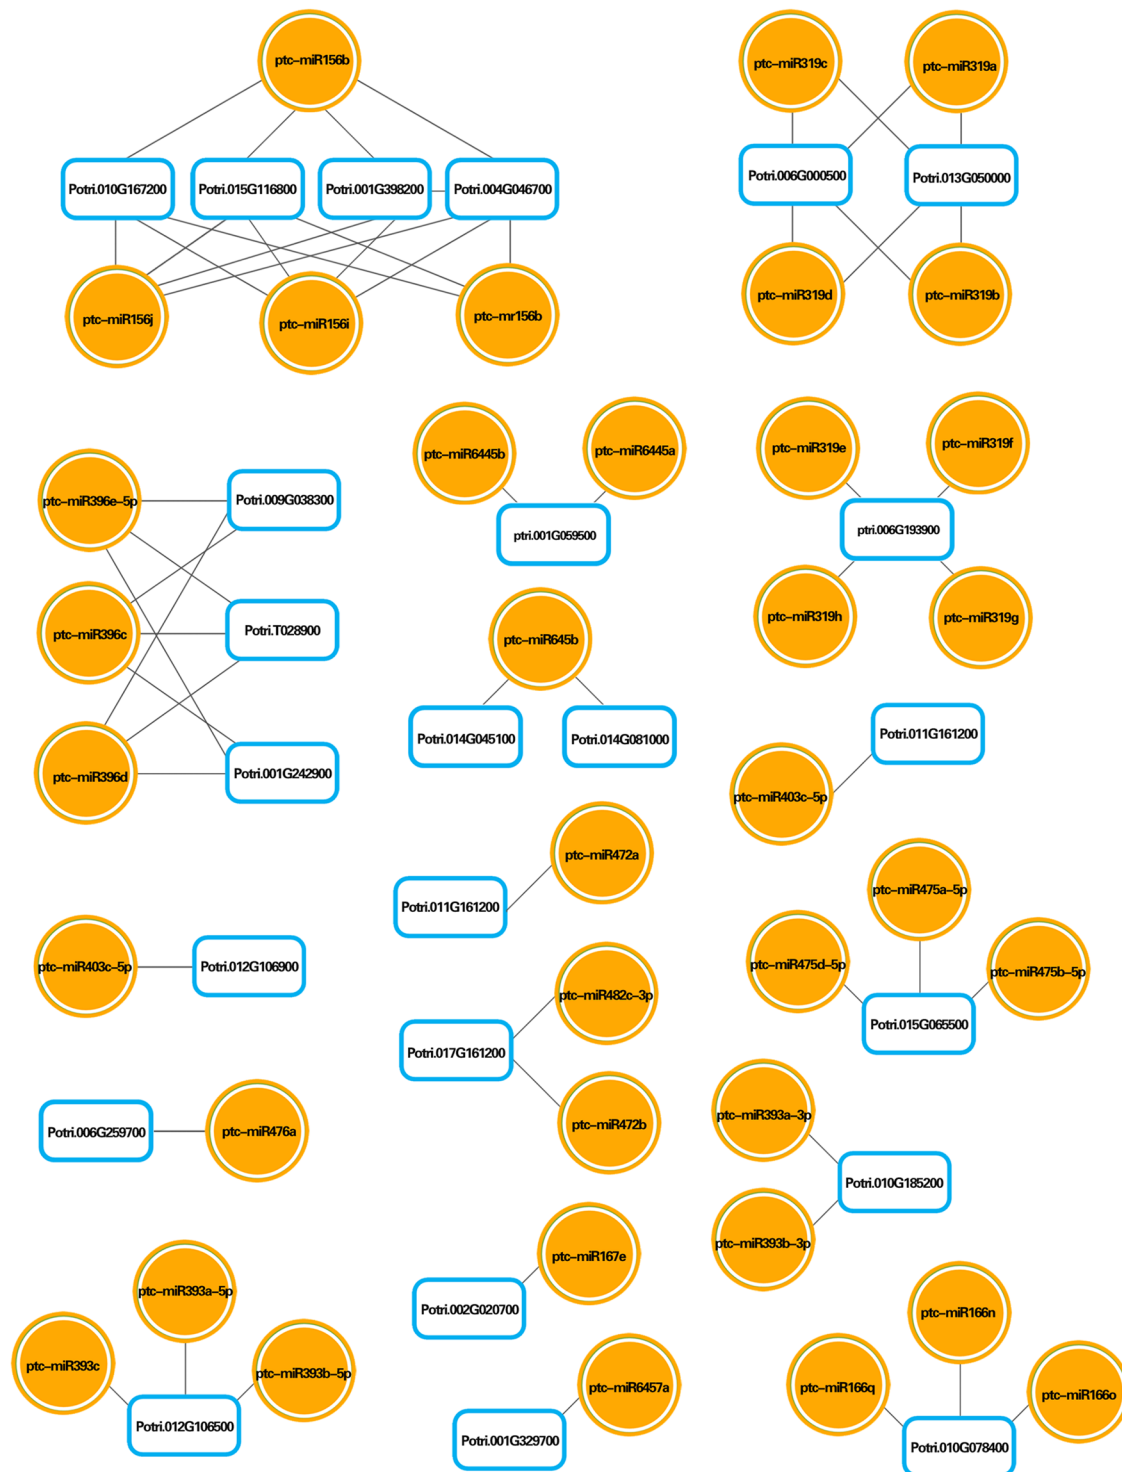 ptc-miR156b
Potri.010G167200
Potri.015G116800
Potri.001G398200
Potri.004G046700
ptc-miR156j
ptc-miR156i
ptc-mr156b
ptc-miR319c
ptc-miR319a
Potri.006G000500
Potri.013G050000
ptc-miR319d
ptc-miR319b
ptc-miR396e-5p
Potri.009G038300
ptc-miR396c
Potri.T028900
ptc-miR396d
Potri.001G242900
ptc-miR6445b
ptc-miR6445a
ptri.001G059500
ptc-miR319e
ptc-miR319f
ptri.006G193900
ptc-miR319h
ptc-miR319g
ptc-miR645b
Potri.014G045100
Potri.014G081000
Potri.011G161200
ptc-miR403c-5p
ptc-miR472a
Potri.011G161200
ptc-miR475a-5p
ptc-miR475d-5p
ptc-miR475b-5p
Potri.015G065500
ptc-miR403c-5p
Potri.012G106900
ptc-miR482c-3p
Potri.017G161200
ptc-miR472b
Potri.006G259700
ptc-miR476a
ptc-miR393a-3p
Potri.010G185200
ptc-miR393b-3p
ptc-miR167e
Potri.002G020700
ptc-miR393a-5p
ptc-miR393c
ptc-miR393b-5p
Potri.012G106500
ptc-miR6457a
Potri.001G329700
ptc-miR166n
ptc-miR166q
ptc-miR166o
Potri.010G078400